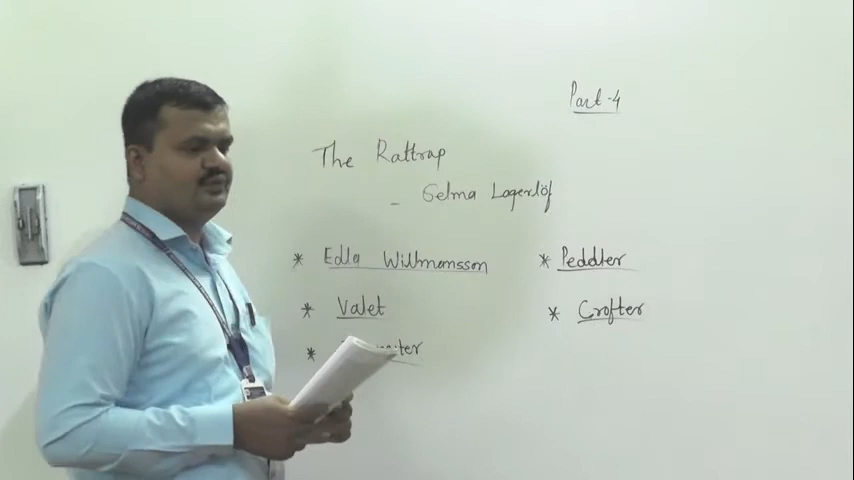 Part-4
The Rattrap
- Selma Lagerlöf
* Edla Willmansson * Peddler
* Valet * Crofter
*